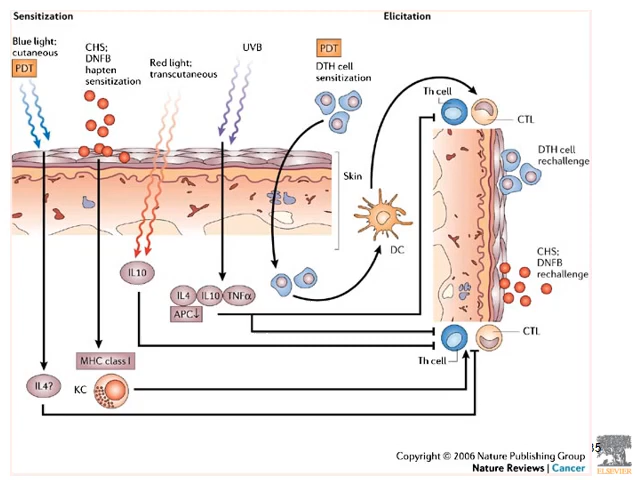 Sensitization
Elicitation
Blue light;
cutaneous
PDT
CHS;
DNFB
hapten
sensitization
Red light;
transcutaneous
UVB
PDT
DTH cell
sensitization
Th cell
CTL
DTH cell
rechallenge
Skin
DC
CHS;
DNFB
rechallenge
IL10
IL4 IL10 TNFα
APC↓
CTL
Th cell
MHC class I
IL4?
KC
35
Copyright © 2006 Nature Publishing Group
Nature Reviews | Cancer
ELSEVIER